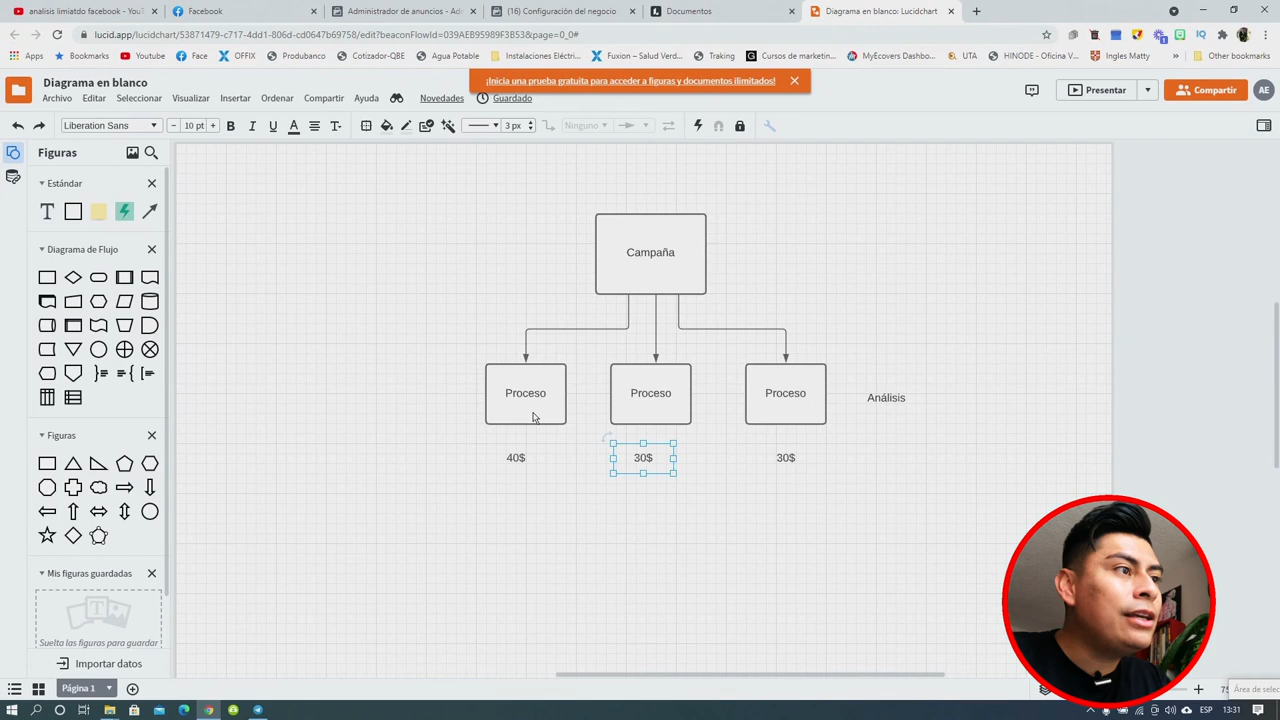 analisis limiatdo facebook - You
Facebook
Administrador de anuncios - Ad
(16) Configuración del negocio
Documentos
Diagrama en blanco: Lucidchart
lucid.app/lucidchart/53871479-c717-4dd1-806d-cd0647b69758/edit?beaconFlowId=039AEB95989F3B53&page=0_0#
Apps
Bookmarks
Youtube
Face
OFFIX
Produbanco
Cotizador-QBE
Agua Potable
Instalaciones Eléctri...
Fuxion – Salud Verd...
Traking
Cursos de marketin...
MyEcovers Dashbo...
UTA
HINODE - Oficina V...
Ingles Matty
Other bookmarks
Diagrama en blanco
¡Inicia una prueba gratuita para acceder a figuras y documentos ilimitados!
Presentar
Compartir
AE
Archivo
Editar
Seleccionar
Visualizar
Insertar
Ordenar
Compartir
Ayuda
Novedades
Guardado
Liberation Sans
10 pt
B I U A
3 px
Ninguno
Figuras
Estándar
T
Diagrama de Flujo
Figuras
Mis figuras guardadas
T
Suelta las figuras para guardar
Importar datos
Campaña
Proceso
Proceso
Proceso
Análisis
40$
30$
30$
Página 1
Área de selec
ESP
13:31